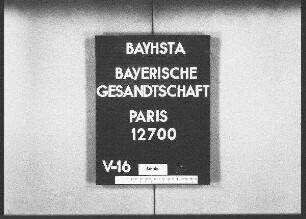 BAYHSTA
BAYERISCHE
GESANDTSCHAFT
PARIS
12700
V-16